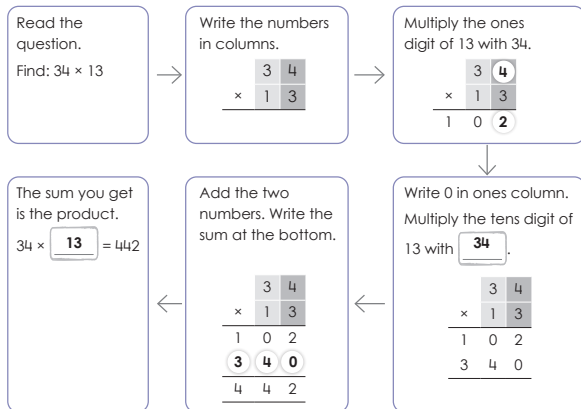 Read the
question.
Find: 34 × 13
Write the numbers
in columns.
3 4
× 1 3
Multiply the ones
digit of 13 with 34.
3 4
× 1 3
1 0 2
Write 0 in ones column.
Multiply the tens digit of
13 with 34.
3 4
× 1 3
1 0 2
3 4 0
Add the two
numbers. Write the
sum at the bottom.
3 4
× 1 3
1 0 2
3 4 0
4 4 2
The sum you get
is the product.
34 × 13 = 442